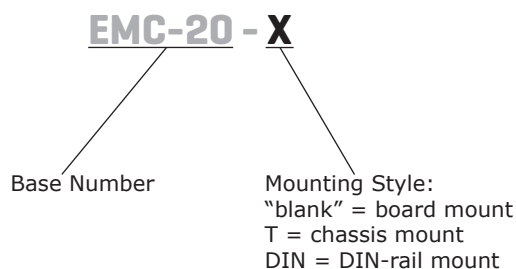 EMC-20 - X
Base Number
Mounting Style:
“blank” = board mount
T = chassis mount
DIN = DIN-rail mount